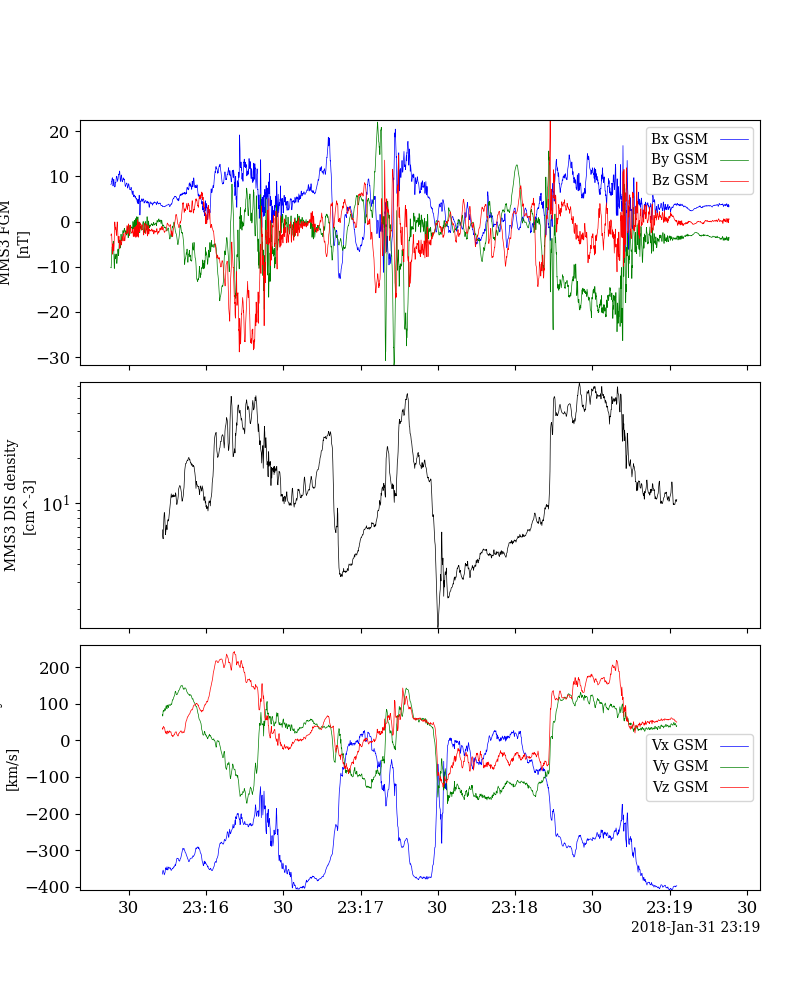 20
10
0
−10
−20
−30
MMS3 FGM
[nT]
Bx GSM
By GSM
Bz GSM
10^1
MMS3 DIS density
[cm^-3]
200
100
0
−100
−200
−300
−400
[km/s]
Vx GSM
Vy GSM
Vz GSM
30 23:16 30 23:17 30 23:18 30 23:19 30
2018-Jan-31 23:19